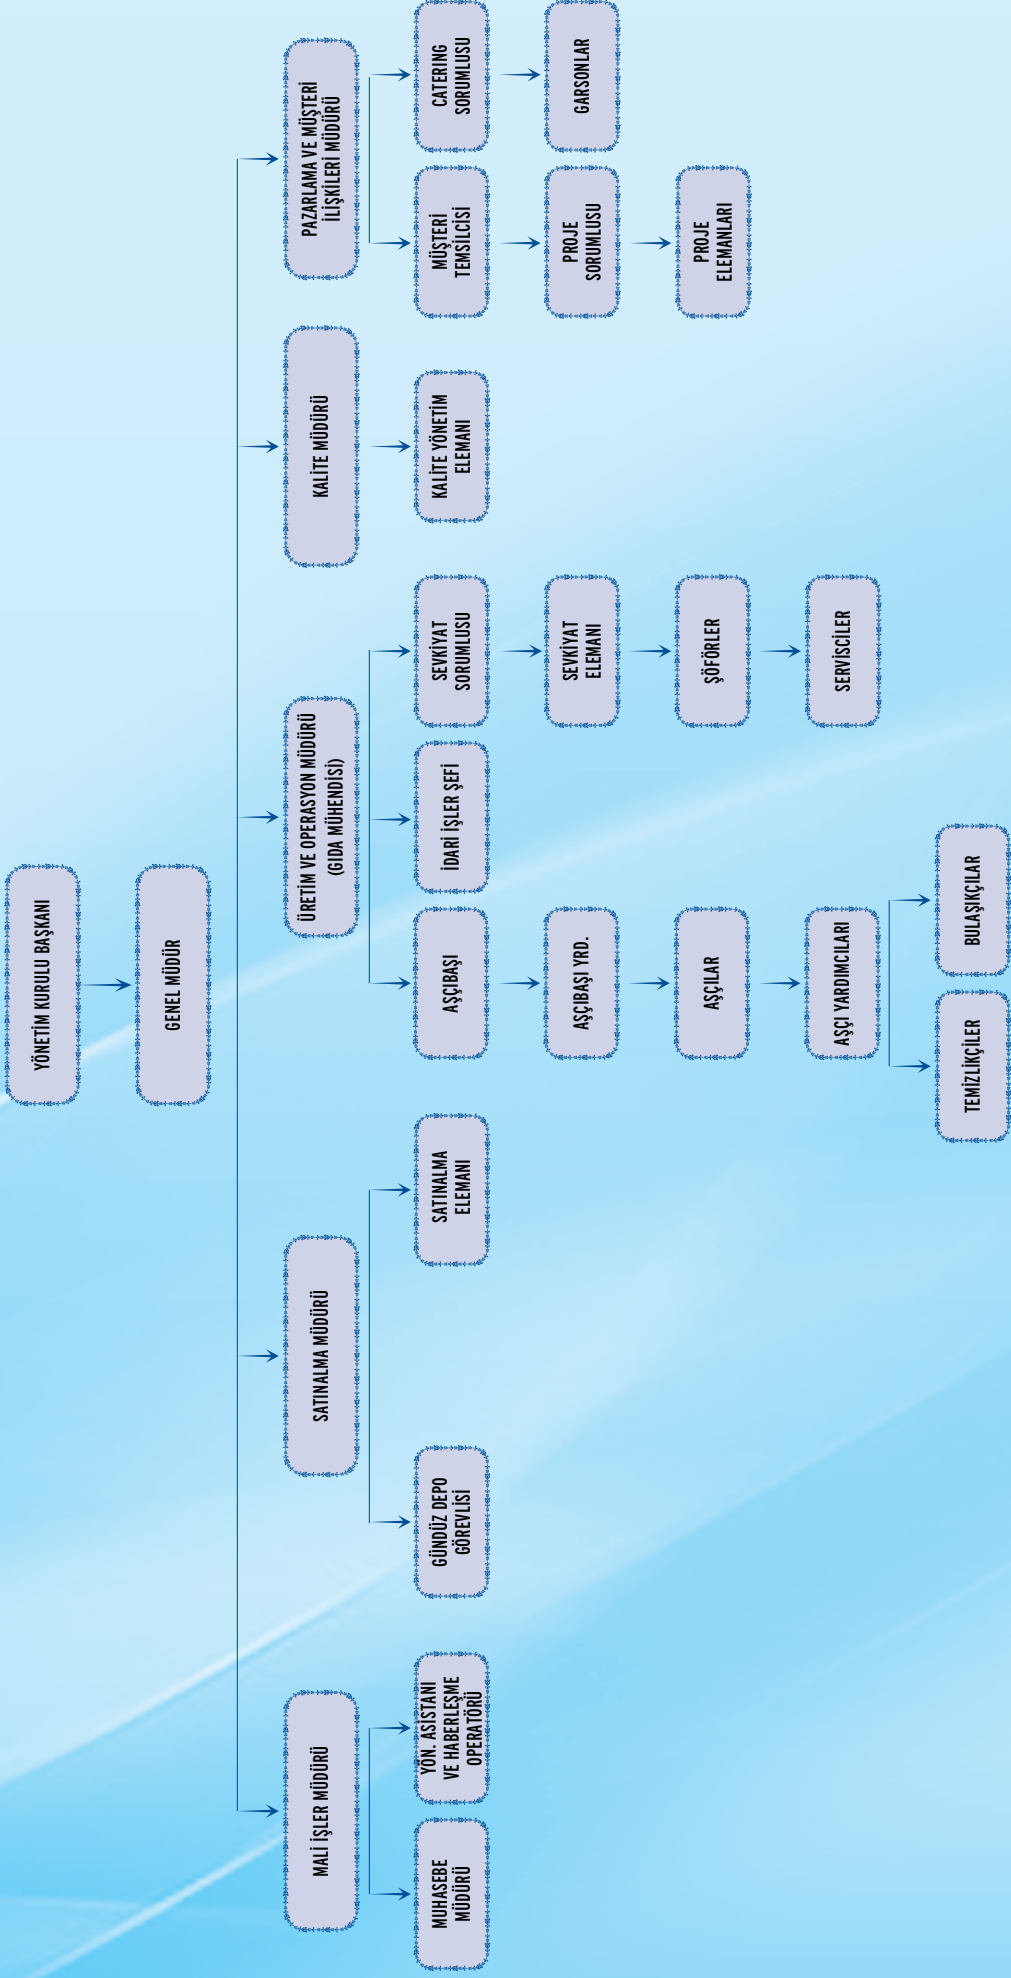 YÖNETİM KURULU BAŞKANI
GENEL MÜDÜR
MALİ İŞLER MÜDÜRÜ
SATINALMA MÜDÜRÜ
ÜRETİM VE OPERASYON MÜDÜRÜ
(GIDA MÜHENDİSİ)
KALİTE MÜDÜRÜ
PAZARLAMA VE MÜŞTERİ
İLİŞKİLERİ MÜDÜRÜ
MUHASEBE
MÜDÜRÜ
YÖN. ASİSTANI
VE HABERLEŞME
OPERATÖRÜ
GÜNDÜZ DEPO
GÖREVLİSİ
SATINALMA
ELEMANI
AŞÇIBAŞI
İDARİ İŞLER ŞEFİ
SEVKİYAT
SORUMLUSU
KALİTE YÖNETİM
ELEMANI
MÜŞTERİ
TEMSİLCİSİ
CATERING
SORUMLUSU
AŞÇIBAŞI YRD.
SEVKİYAT
ELEMANI
PROJE
SORUMLUSU
GARSONLAR
AŞÇILAR
ŞÖFÖRLER
PROJE
ELEMANLARI
AŞÇI YARDIMCILARI
SERVİSCİLER
TEMİZLİKÇİLER
BULAŞIKÇILAR